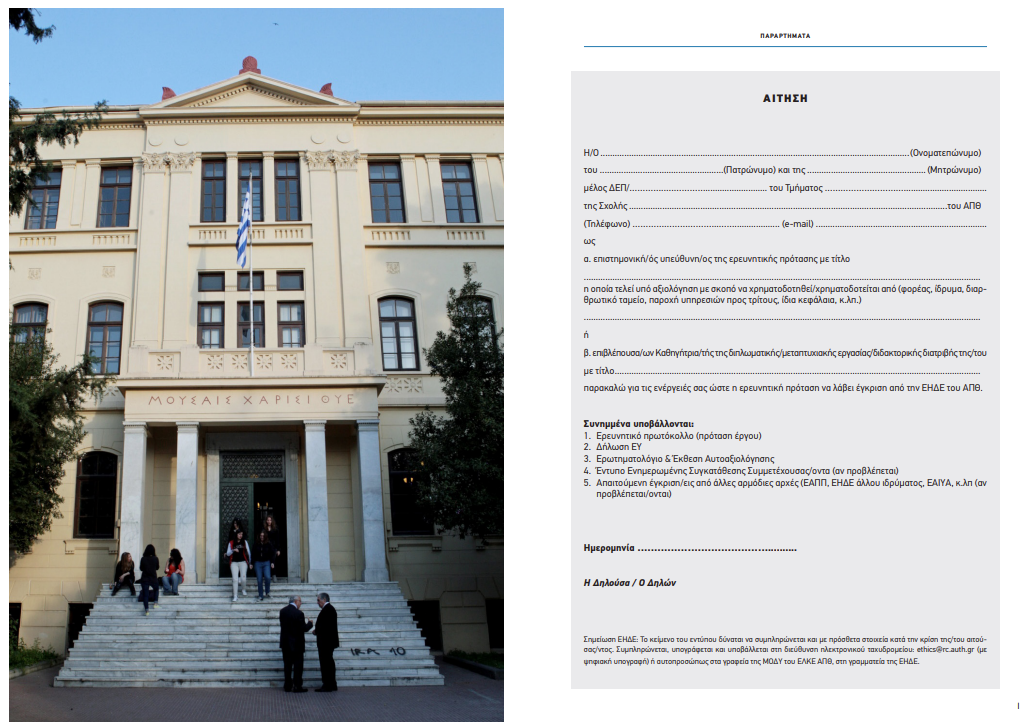 ΜΟΥΣΑΙΣ ΧΑΡΙΣΙ ΘΥΕ
IRA 10
ΠΑΡΑΡΤΗΜΑΤΑ
ΑΙΤΗΣΗ
Η/Ο ........................................................................................................ (Ονοματεπώνυμο)
του ..........................................(Πατρώνυμο) και της ........................................ (Μητρώνυμο)
μέλος ΔΕΠ/............................................... του Τμήματος ......................................................
της Σχολής ...........................................................................................................του ΑΠΘ
(Τηλέφωνο) .................................................. (e-mail) .........................................................
ως
α. επιστημονική/ός υπεύθυνη/ος της ερευνητικής πρότασης με τίτλο
.....................................................................................................................................
η οποία τελεί υπό αξιολόγηση με σκοπό να χρηματοδοτηθεί/χρηματοδοτείται από (φορέας, ίδρυμα, διαρ-
θρωτικό ταμείο, παροχή υπηρεσιών προς τρίτους, ίδια κεφάλαια, κ.λπ.)
.....................................................................................................................................
ή
β. επιβλέπουσα/ων Καθηγήτρια/τής της διπλωματικής/μεταπτυχιακής εργασίας/διδακτορικής διατριβής της/του
με τίτλο..........................................................................................................................
παρακαλώ για τις ενέργειές σας ώστε η ερευνητική πρόταση να λάβει έγκριση από την ΕΗΔΕ του ΑΠΘ.
Συνημμένα υποβάλλονται:
1. Ερευνητικό πρωτόκολλο (πρόταση έργου)
2. Δήλωση ΕΥ
3. Ερωτηματολόγιο & Έκθεση Αυτοαξιολόγησης
4. Έντυπο Ενημερωμένης Συγκατάθεσης Συμμετέχουσας/οντα (αν προβλέπεται)
5. Απαιτούμενη έγκριση/εις από άλλες αρμόδιες αρχές (ΕΑΠΠ, ΕΗΔΕ άλλου ιδρύματος, ΕΑΙΥΑ, κ.λπ (αν
προβλέπεται/ονται)
Ημερομηνία ................................................
Η Δηλούσα / Ο Δηλών
Σημείωση ΕΗΔΕ: Το κείμενο του εντύπου δύναται να συμπληρώνεται και με πρόσθετα στοιχεία κατά την κρίση της/του αιτού-
σας/ντος. Συμπληρώνεται, υπογράφεται και υποβάλλεται στη διεύθυνση ηλεκτρονικού ταχυδρομείου: ethics@rc.auth.gr (με
ψηφιακή υπογραφή) ή αυτοπροσώπως στα γραφεία της ΜΟΔΥ του ΕΛΚΕ ΑΠΘ, στη γραμματεία της ΕΗΔΕ.